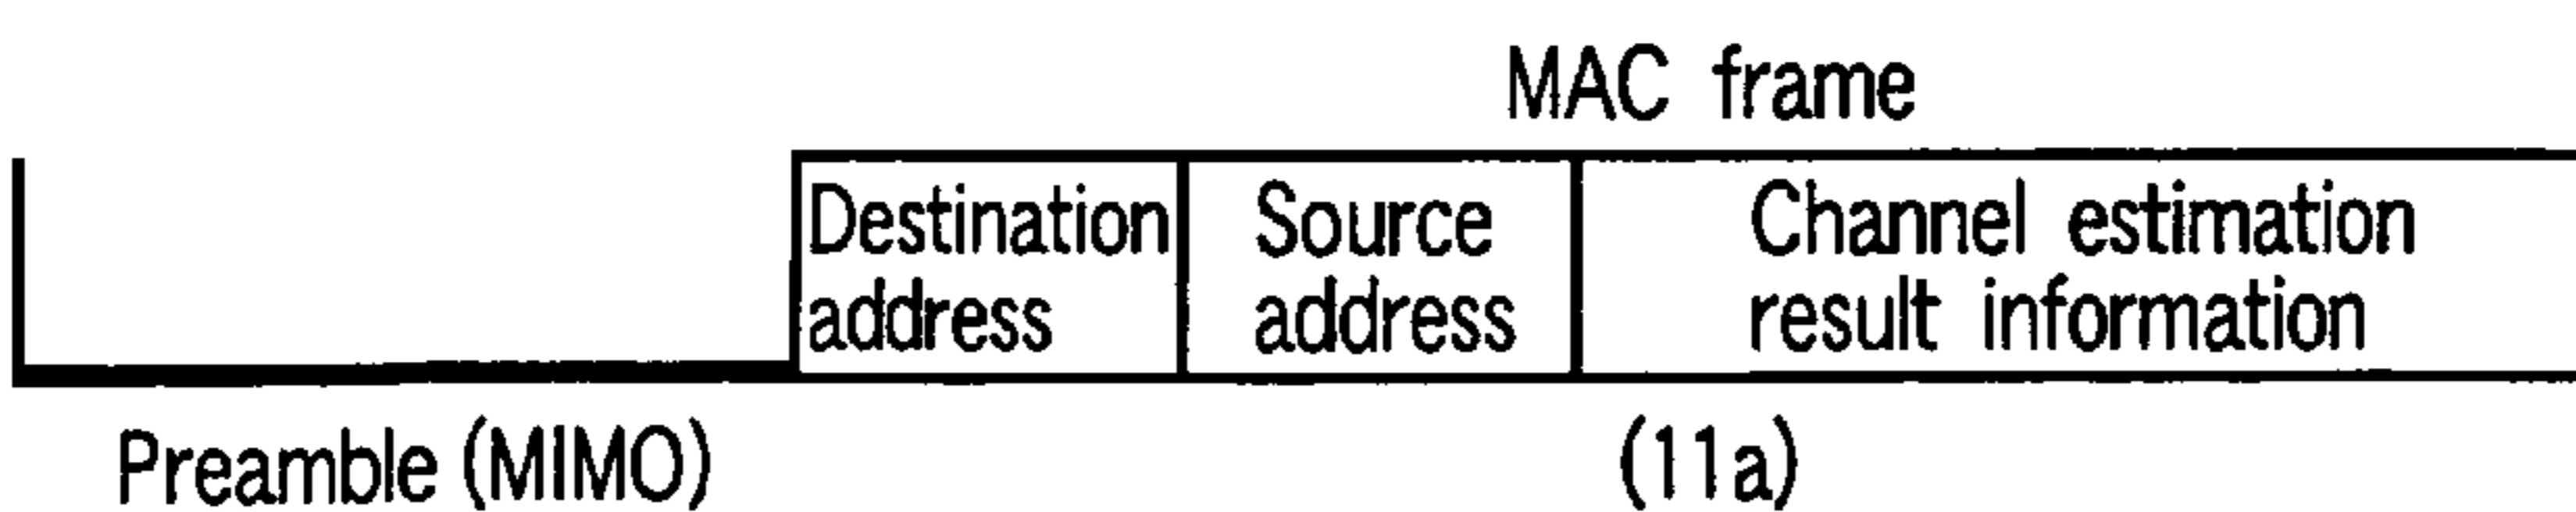 MAC frame
Destination address
Source address
Channel estimation
result information
Preamble (MIMO)
(11a)